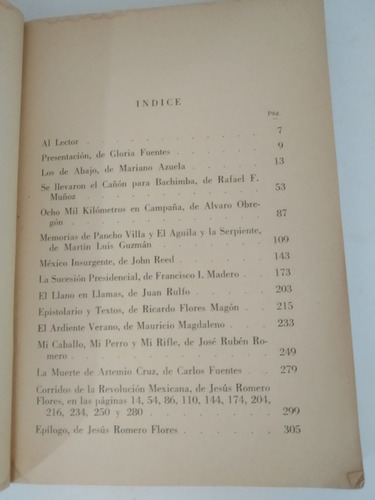 INDICE
Pág.
Al Lector . . . . . . . 7
Presentación, de Gloria Fuentes . . . . . 9
Los de Abajo, de Mariano Azuela . . . . . 13
Se llevaron el Cañón para Bachimba, de Rafael F.
Muñoz . . . . . . . . 53
Ocho Mil Kilómetros en Campaña, de Alvaro Obre-
gón . . . . . . . . 87
Memorias de Pancho Villa y El Aguila y la Serpiente,
de Martín Luis Guzmán . . . . . 109
México Insurgente, de John Reed . . . . . 143
La Sucesión Presidencial, de Francisco I. Madero . . 173
El Llano en Llamas, de Juan Rulfo . . . . 203
Epistolario y Textos, de Ricardo Flores Magón . . 215
El Ardiente Verano, de Mauricio Magdaleno . . . 233
Mi Caballo, Mi Perro y Mi Rifle, de José Rubén Ro-
mero . . . . . . . . 249
La Muerte de Artemio Cruz, de Carlos Fuentes . . 279
Corridos de la Revolución Mexicana, de Jesús Romero
Flores, en las páginas 14, 54, 86, 110, 144, 174, 204,
216, 234, 250 y 280 . . . . . . 299
Epílogo, de Jesús Romero Flores . . . . . 305